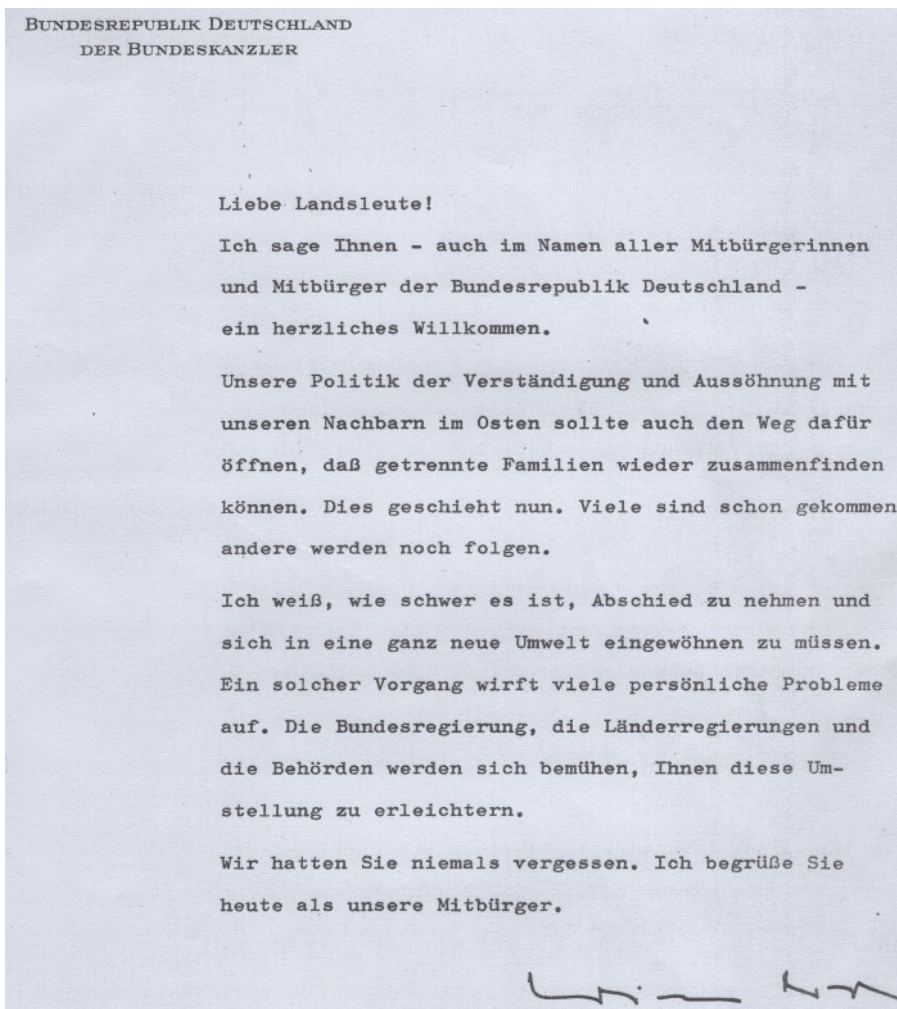 BUNDESREPUBLIK DEUTSCHLAND
DER BUNDESKANZLER
Liebe Landsleute!
Ich sage Ihnen - auch im Namen aller Mitbürgerinnen
und Mitbürger der Bundesrepublik Deutschland -
ein herzliches Willkommen.
Unsere Politik der Verständigung und Aussöhnung mit
unseren Nachbarn im Osten sollte auch den Weg dafür
öffnen, daß getrennte Familien wieder zusammenfinden
können. Dies geschieht nun. Viele sind schon gekommen
andere werden noch folgen.
Ich weiß, wie schwer es ist, Abschied zu nehmen und
sich in eine ganz neue Umwelt eingewöhnen zu müssen.
Ein solcher Vorgang wirft viele persönliche Probleme
auf. Die Bundesregierung, die Länderregierungen und
die Behörden werden sich bemühen, Ihnen diese Um-
stellung zu erleichtern.
Wir hatten Sie niemals vergessen. Ich begrüße Sie
heute als unsere Mitbürger.